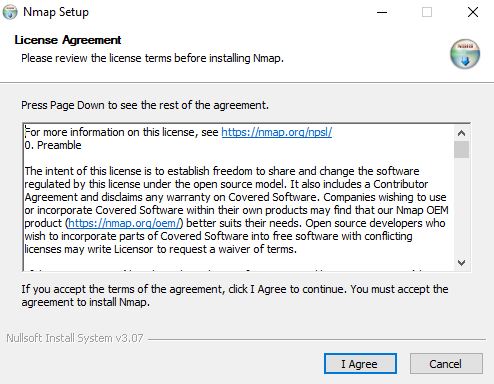 Nmap Setup
License Agreement
Please review the license terms before installing Nmap.
Press Page Down to see the rest of the agreement.
For more information on this license, see https://nmap.org/npsl/
0. Preamble
The intent of this license is to establish freedom to share and change the software
regulated by this license under the open source model. It also includes a Contributor
Agreement and disclaims any warranty on Covered Software. Companies wishing to use
or incorporate Covered Software within their own products may find that our Nmap OEM
product (https://nmap.org/oem/) better suits their needs. Open source developers who
wish to incorporate parts of Covered Software into free software with conflicting
licenses may write Licensor to request a waiver of terms.
If you accept the terms of the agreement, click I Agree to continue. You must accept the
agreement to install Nmap.
Nullsoft Install System v3.07
I Agree
Cancel